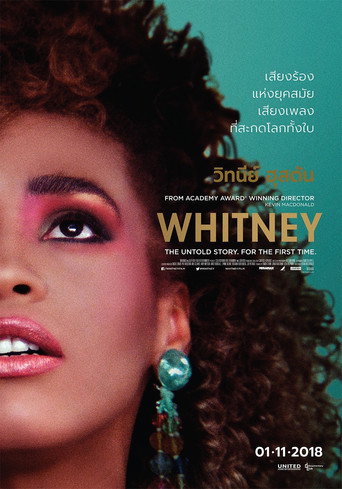 เสียงร้อง
แห่งยุคสมัย
เสียงเพลง
ที่สะกดโลกทั้งใบ
วิทนีย์ ฮุสตัน
FROM ACADEMY AWARD® WINNING DIRECTOR
KEVIN MACDONALD
WHITNEY
THE UNTOLD STORY. FOR THE FIRST TIME.
01·11·2018
UNITED